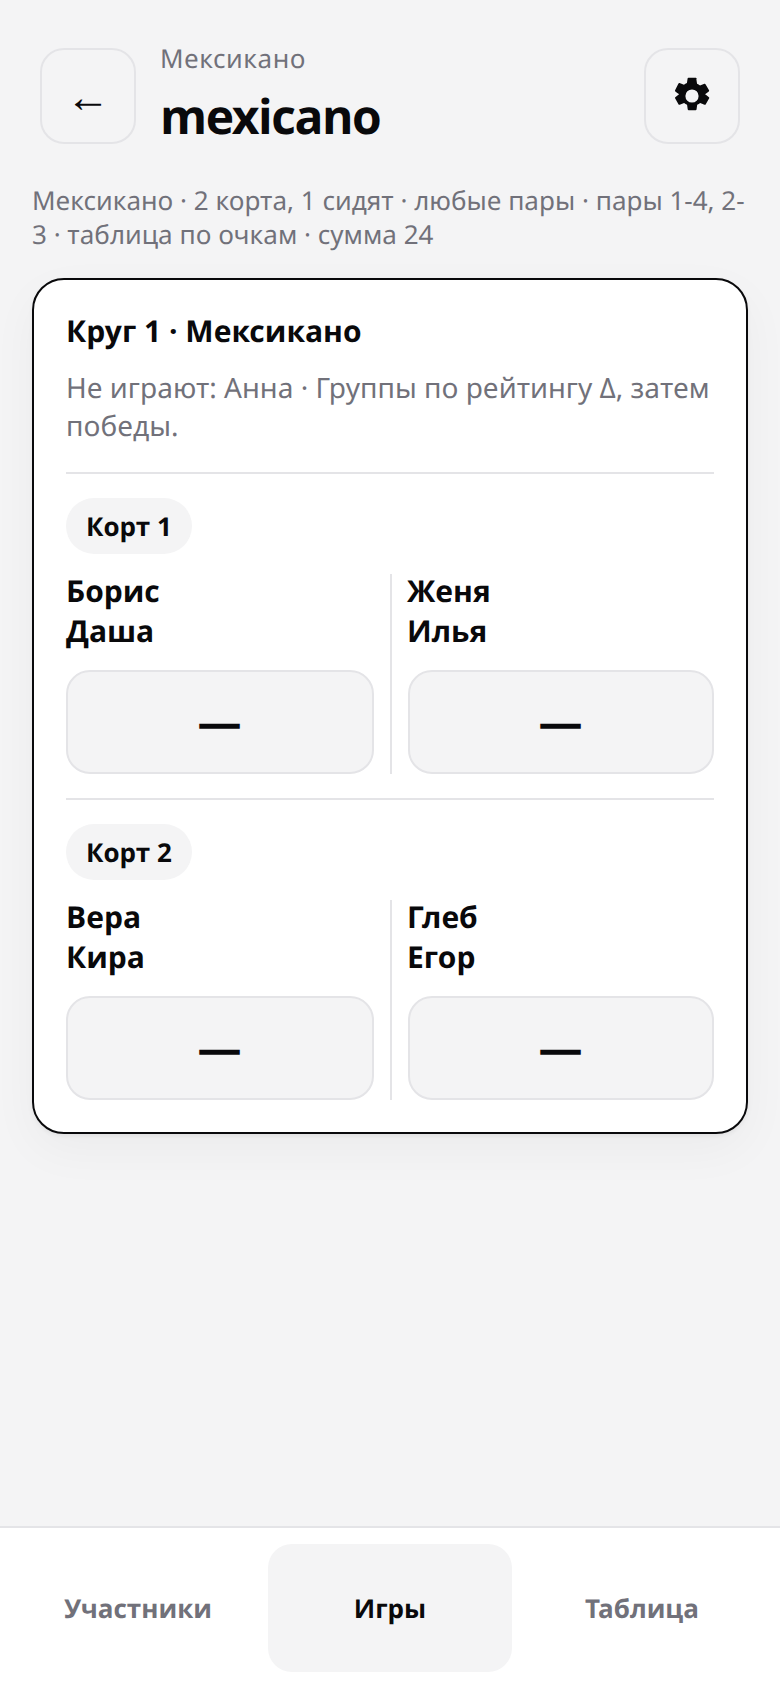 ←
Мексикано
mexicano
Мексикано · 2 корта, 1 сидят · любые пары · пары 1-4, 2-
3 · таблица по очкам · сумма 24
Круг 1 · Мексикано
Не играют: Анна · Группы по рейтингу Δ, затем
победы.
Корт 1
Борис
Даша
Женя
Илья
—
—
Корт 2
Вера
Кира
Глеб
Егор
—
—
Участники
Игры
Таблица